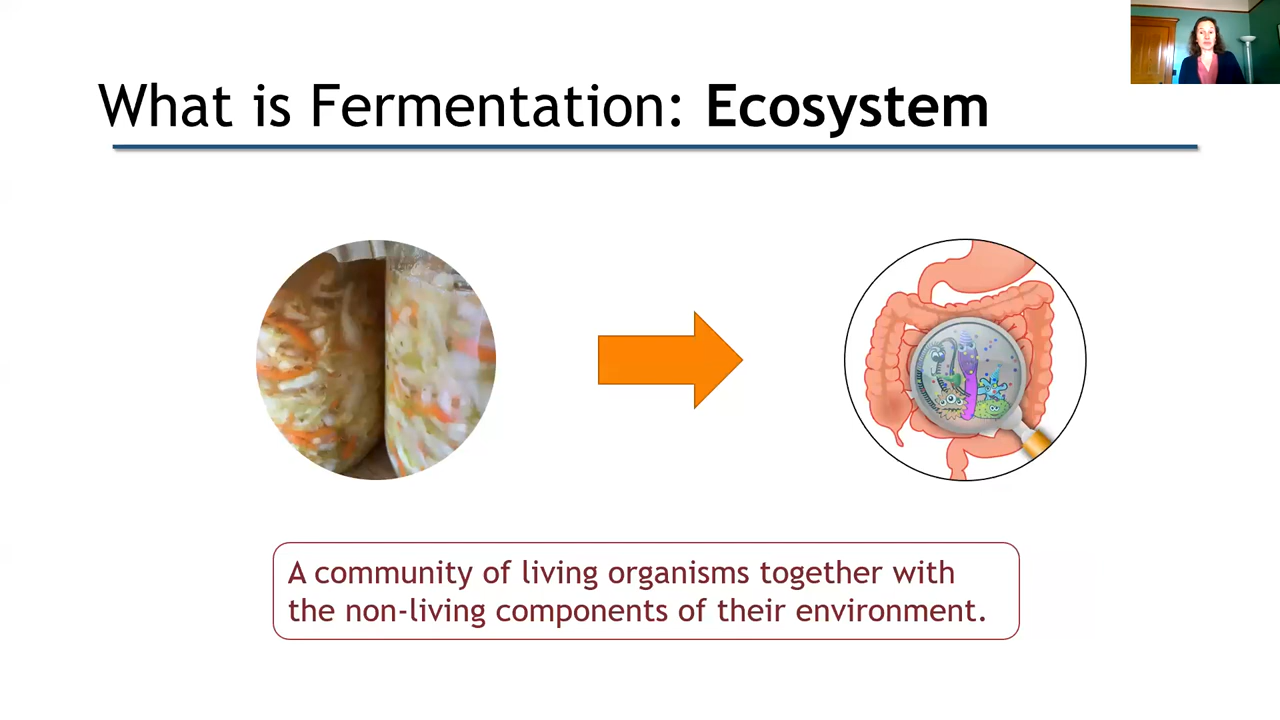 What is Fermentation: Ecosystem
A community of living organisms together with
the non-living components of their environment.